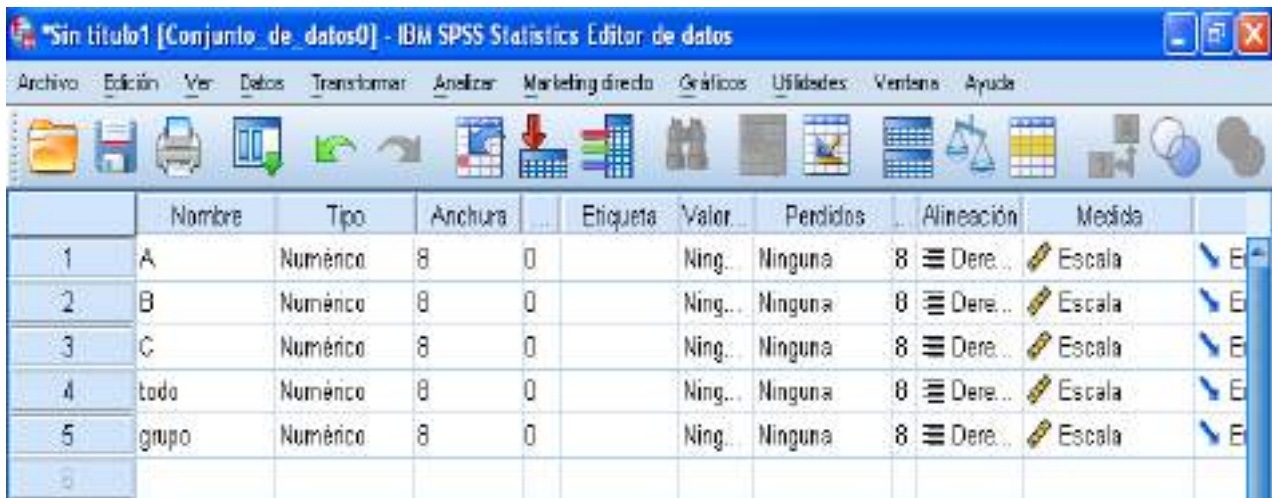 *Sin título1 [Conjunto_de_datos0] - IBM SPSS Statistics Editor de datos
Archivo Edición Ver Datos Transformar Analizar Marketing directo Gráficos Utilidades Ventana Ayuda
Nombre Tipo Anchura ... Etiqueta Valor... Perdidos ... Alineación Medida
1 A Numérico 8 0 Ning... Ninguna 8 Dere... Escala E
2 B Numérico 8 0 Ning... Ninguna 8 Dere... Escala E
3 C Numérico 8 0 Ning... Ninguna 8 Dere... Escala E
4 todo Numérico 8 0 Ning... Ninguna 8 Dere... Escala E
5 grupo Numérico 8 0 Ning... Ninguna 8 Dere... Escala E
6